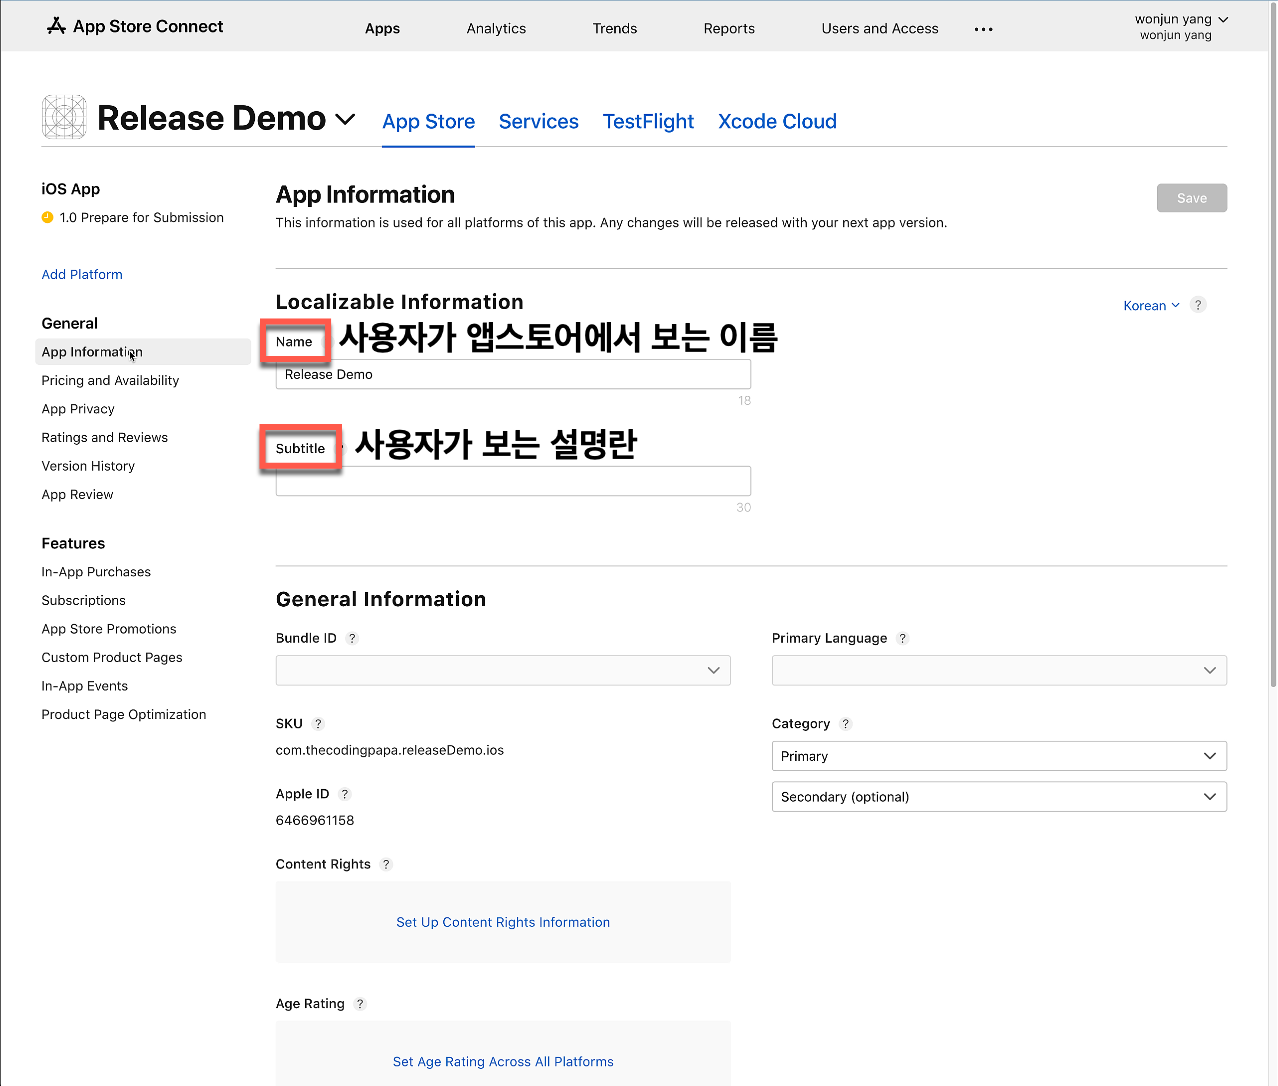 App Store Connect
Apps
Analytics
Trends
Reports
Users and Access
wonjun yang
wonjun yang
Release Demo
App Store
Services
TestFlight
Xcode Cloud
iOS App
1.0 Prepare for Submission
Add Platform
General
App Information
Pricing and Availability
App Privacy
Ratings and Reviews
Version History
App Review
Features
In-App Purchases
Subscriptions
App Store Promotions
Custom Product Pages
In-App Events
Product Page Optimization
App Information
Save
This information is used for all platforms of this app. Any changes will be released with your next app version.
Localizable Information
Korean ?
Name 사용자가 앱스토어에서 보는 이름
Release Demo
18
Subtitle 사용자가 보는 설명란
30
General Information
Bundle ID ?
Primary Language ?
SKU ?
com.thecodingpapa.releaseDemo.ios
Category ?
Primary
Secondary (optional)
Apple ID ?
6466961158
Content Rights ?
Set Up Content Rights Information
Age Rating ?
Set Age Rating Across All Platforms